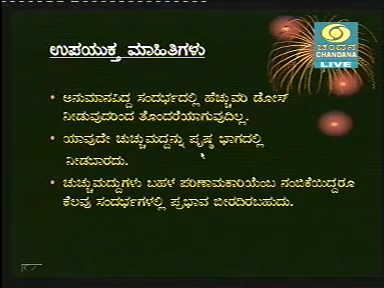 ಉಪಯುಕ್ತ ಮಾಹಿತಿಗಳು
ಚಂದನ
CHANDANA
LIVE
• ಅನುಮಾನವಿದ್ದ ಸಂದರ್ಭದಲ್ಲಿ ಹೆಚ್ಚುವರಿ ಡೋಸ್
ನೀಡುವುದರಿಂದ ತೊಂದರೆಯಾಗುವುದಿಲ್ಲ.
• ಯಾವುದೇ ಚುಚ್ಚುಮದ್ದನ್ನು ಪೃಷ್ಠ ಭಾಗದಲ್ಲಿ
ನೀಡಬಾರದು.
• ಚುಚ್ಚುಮದ್ದುಗಳು ಬಹಳ ಪರಿಣಾಮಕಾರಿಯೆಂಬ ನಂಬಿಕೆಯಿದ್ದರೂ
ಕೆಲವು ಸಂದರ್ಭಗಳಲ್ಲಿ ಪ್ರಭಾವ ಬೀರದಿರಬಹುದು.